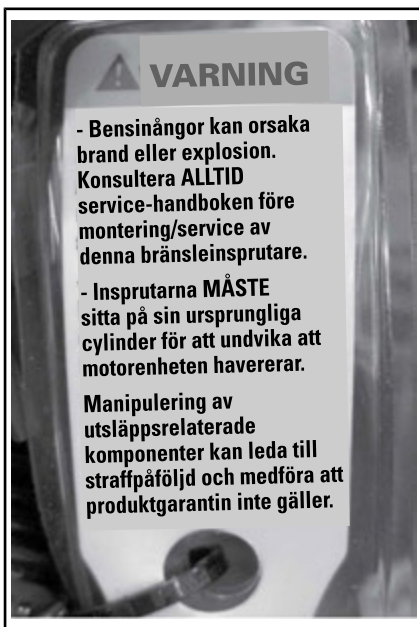 VARNING
- Bensinångor kan orsaka
brand eller explosion.
Konsultera ALLTID
service-handboken före
montering/service av
denna bränsleinsprutare.
- Insprutarna MÅSTE
sitta på sin ursprungliga
cylinder för att undvika att
motorenheten havererar.
Manipulering av
utsläppsrelaterade
komponenter kan leda till
straffpåföljd och medföra att
produktgarantin inte gäller.